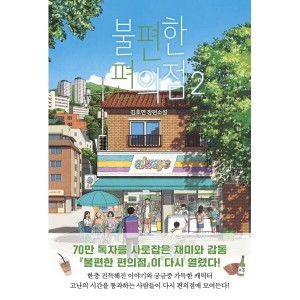 불편한
편의점2
김호연 장편소설
always
70만 독자를 사로잡은 재미와 감동
『불편한 편의점』이 다시 열렸다!
한층 진득해진 이야기와 궁금증 가득한 캐릭터
고난의 시간을 통과하는 사람들이 다시 편의점에 모여든다!